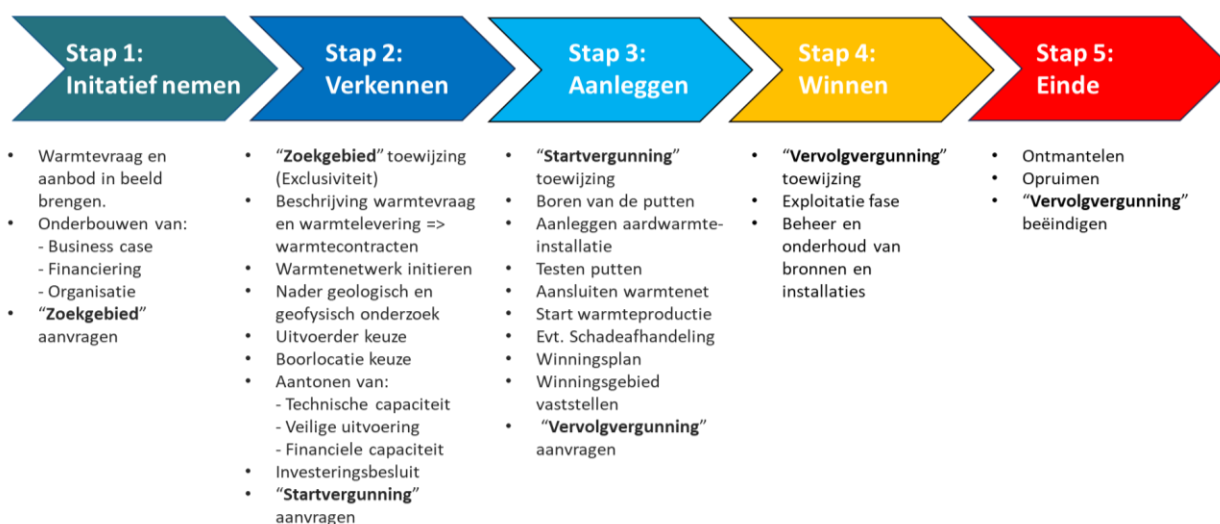 Stap 1:
Initatief nemen
Stap 2:
Verkennen
Stap 3:
Aanleggen
Stap 4:
Winnen
Stap 5:
Einde
• Warmtevraag en
aanbod in beeld
brengen.
• Onderbouwen van:
- Business case
- Financiering
- Organisatie
• “Zoekgebied”
aanvragen
• “Zoekgebied” toewijzing
(Exclusiviteit)
• Beschrijving warmtevraag
en warmtelevering =>
warmtecontracten
• Warmtenetwerk initieren
• Nader geologisch en
geofysisch onderzoek
• Uitvoerder keuze
• Boorlocatie keuze
• Aantonen van:
- Technische capaciteit
- Veilige uitvoering
- Financiele capaciteit
• Investeringsbesluit
• “Startvergunning”
aanvragen
• “Startvergunning”
toewijzing
• Boren van de putten
• Aanleggen aardwarmte-
installatie
• Testen putten
• Aansluiten warmtenet
• Start warmteproductie
• Evt. Schadeafhandeling
• Winningsplan
• Winningsgebied
vaststellen
• “Vervolgvergunning”
aanvragen
• “Vervolgvergunning”
toewijzing
• Exploitatie fase
• Beheer en
onderhoud van
bronnen en
installaties
• Ontmantelen
• Opruimen
• “Vervolgvergunning”
beëindigen